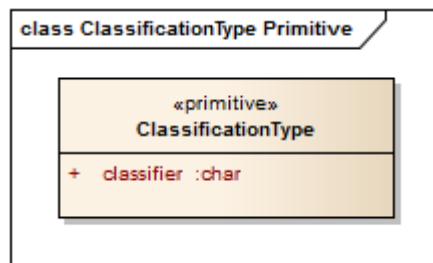 class ClassificationType Primitive
«primitive»
ClassificationType
+ classifier :char